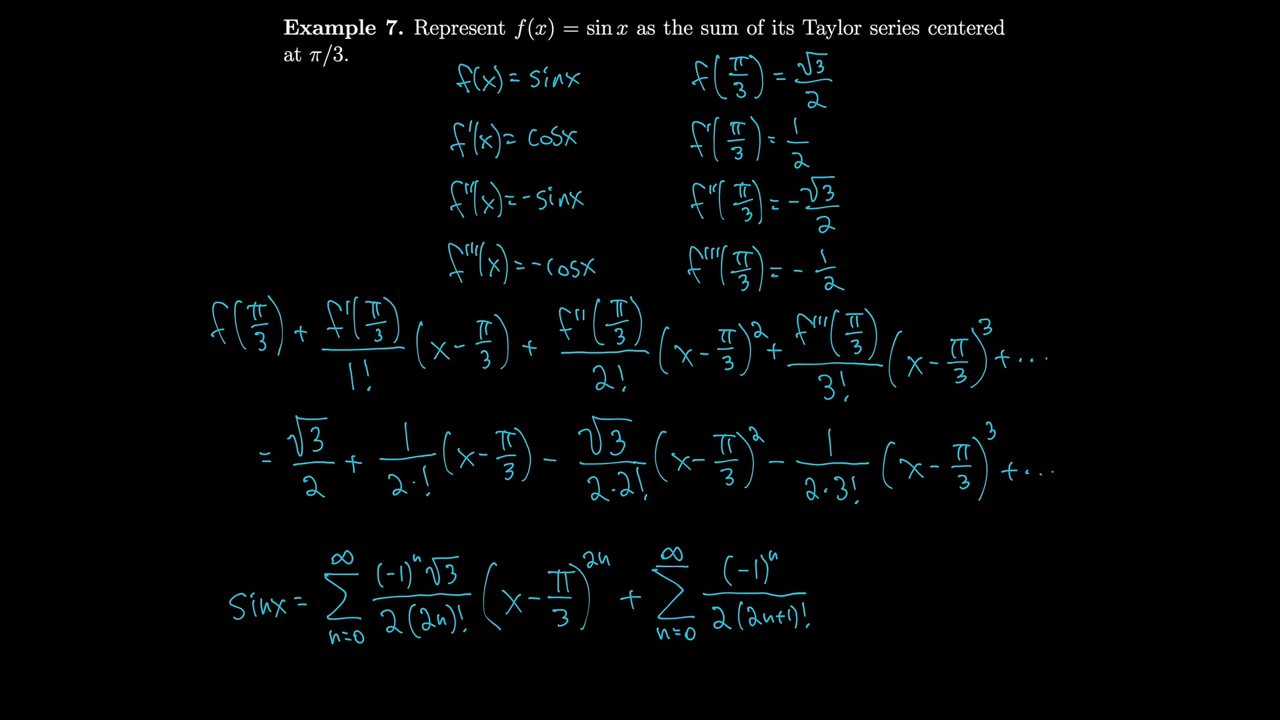 Example 7. Represent f(x) = sin x as the sum of its Taylor series centered
at π/3.
f(x) = sinx f(π/3) = √3/2
f'(x) = cosx f'(π/3) = 1/2
f''(x) = -sinx f''(π/3) = -√3/2
f'''(x) = -cosx f'''(π/3) = -1/2
f(π/3) + f'(π/3)/1! (x - π/3) + f''(π/3)/2! (x - π/3)^2 + f'''(π/3)/3! (x - π/3)^3 + ...
= √3/2 + 1/(2·1!) (x - π/3) - √3/(2·2!) (x - π/3)^2 - 1/(2·3!) (x - π/3)^3 + ...
sinx = ∑_{n=0}^{∞} (-1)^n √3/(2(2n)!) (x - π/3)^{2n} + ∑_{n=0}^{∞} (-1)^n/(2(2n+1)!